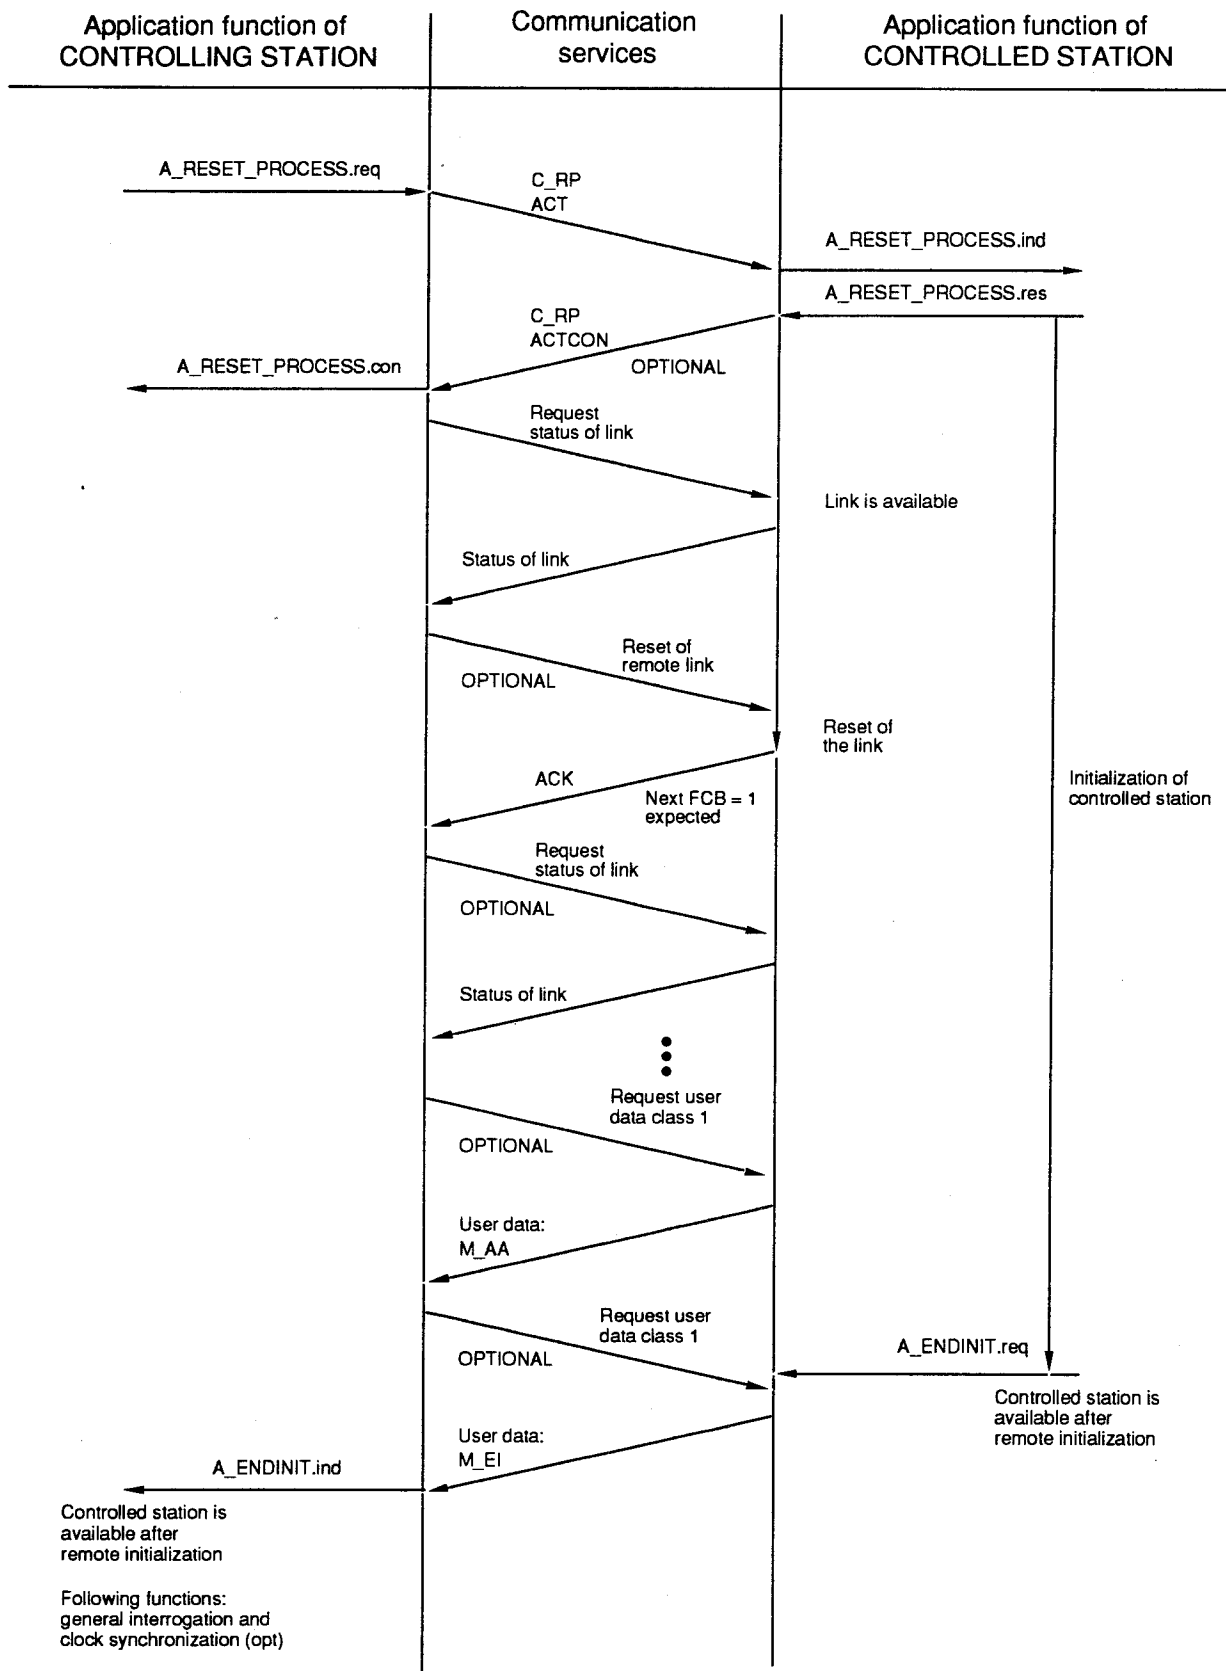 Application function of
CONTROLLING STATION
Communication
services
Application function of
CONTROLLED STATION
A_RESET_PROCESS.req
C_RP
ACT
A_RESET_PROCESS.ind
A_RESET_PROCESS.res
C_RP
ACTCON
OPTIONAL
A_RESET_PROCESS.con
Request
status of link
Link is available
Status of link
Reset of
remote link
OPTIONAL
Reset of
the link
ACK
Next FCB = 1
expected
Initialization of
controlled station
Request
status of link
OPTIONAL
Status of link
Request user
data class 1
OPTIONAL
User data:
M_AA
Request user
data class 1
OPTIONAL
A_ENDINIT.req
Controlled station is
available after
remote initialization
User data:
M_EI
A_ENDINIT.ind
Controlled station is
available after
remote initialization
Following functions:
general interrogation and
clock synchronization (opt)